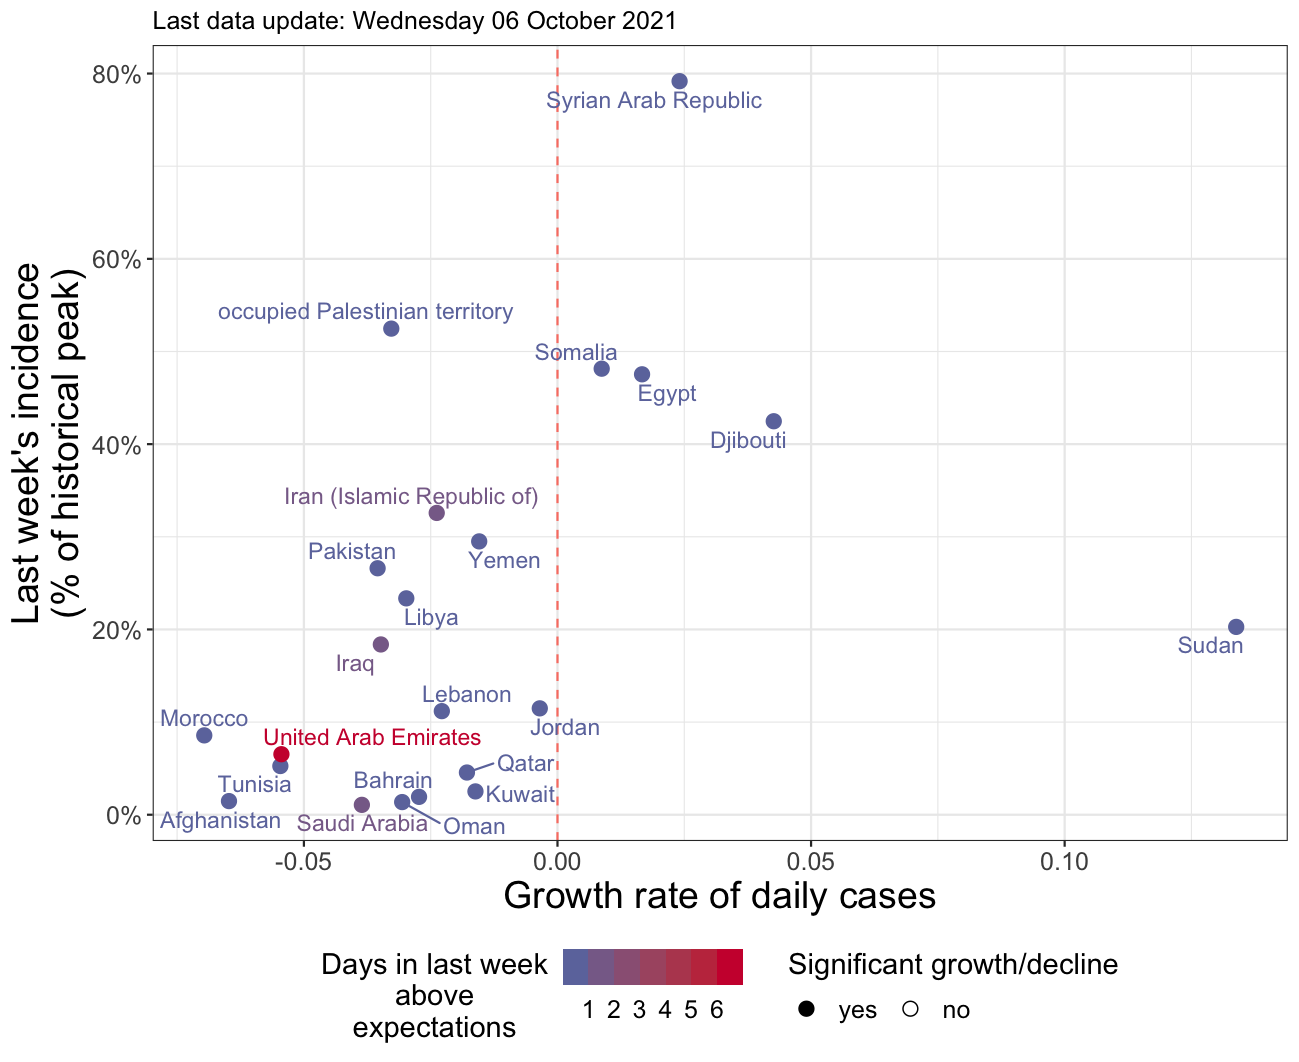 Last data update: Wednesday 06 October 2021
80%
60%
40%
20%
0%
Last week's incidence
(% of historical peak)
Syrian Arab Republic
occupied Palestinian territory
Somalia
Egypt
Djibouti
Iran (Islamic Republic of)
Yemen
Pakistan
Libya
Sudan
Iraq
Lebanon
Morocco
Jordan
United Arab Emirates
Qatar
Tunisia
Bahrain
Kuwait
Afghanistan
Saudi Arabia
Oman
-0.05 0.00 0.05 0.10
Growth rate of daily cases
Days in last week
above
expectations
1 2 3 4 5 6
Significant growth/decline
yes no